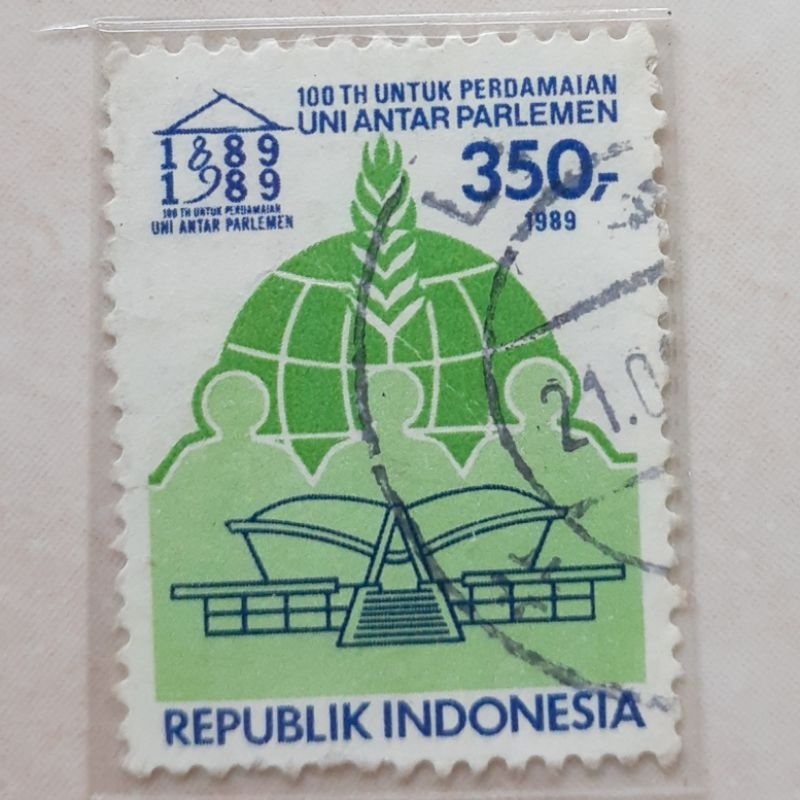 100 TH UNTUK PERDAMAIAN
UNI ANTAR PARLEMEN
350,-
1989
1889
1989
100 TH UNTUK PERDAMAIAN
UNI ANTAR PARLEMEN
21.0
REPUBLIK INDONESIA